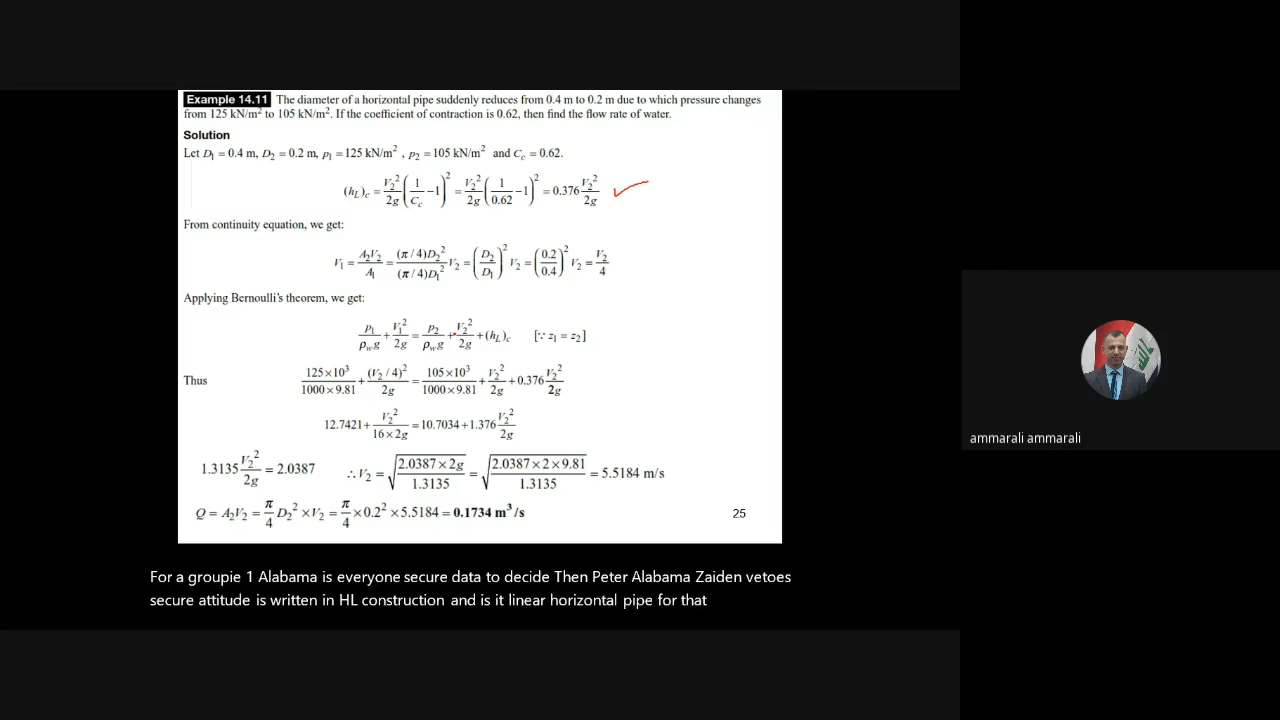 Example 14.11 The diameter of a horizontal pipe suddenly reduces from 0.4 m to 0.2 m due to which pressure changes
from 125 kN/m² to 105 kN/m². If the coefficient of contraction is 0.62, then find the flow rate of water.
Solution
Let D₁ = 0.4 m, D₂ = 0.2 m, p₁ = 125 kN/m² , p₂ = 105 kN/m² and C_c = 0.62.
(h_L)_c = V₂²/2g (1/C_c − 1)² = V₂²/2g (1/0.62 − 1)² = 0.376 V₂²/2g
From continuity equation, we get:
V₁ = A₂V₂/A₁ = (π/4)D₂²/(π/4)D₁² V₂ = (D₂/D₁)² V₂ = (0.2/0.4)² V₂ = V₂/4
Applying Bernoulli's theorem, we get:
p₁/ρ_w g + V₁²/2g = p₂/ρ_w g + V₂²/2g + (h_L)_c [∵ z₁ = z₂]
Thus 125×10³/1000×9.81 + (V₂/4)²/2g = 105×10³/1000×9.81 + V₂²/2g + 0.376 V₂²/2g
12.7421 + V₂²/16×2g = 10.7034 + 1.376 V₂²/2g
1.3135 V₂²/2g = 2.0387 ∴ V₂ = √(2.0387×2g/1.3135) = √(2.0387×2×9.81/1.3135) = 5.5184 m/s
Q = A₂V₂ = π/4 D₂² × V₂ = π/4 × 0.2² × 5.5184 = 0.1734 m³/s
25
For a groupie 1 Alabama is everyone secure data to decide Then Peter Alabama Zaiden vetoes
secure attitude is written in HL construction and is it linear horizontal pipe for that
ammarali ammarali